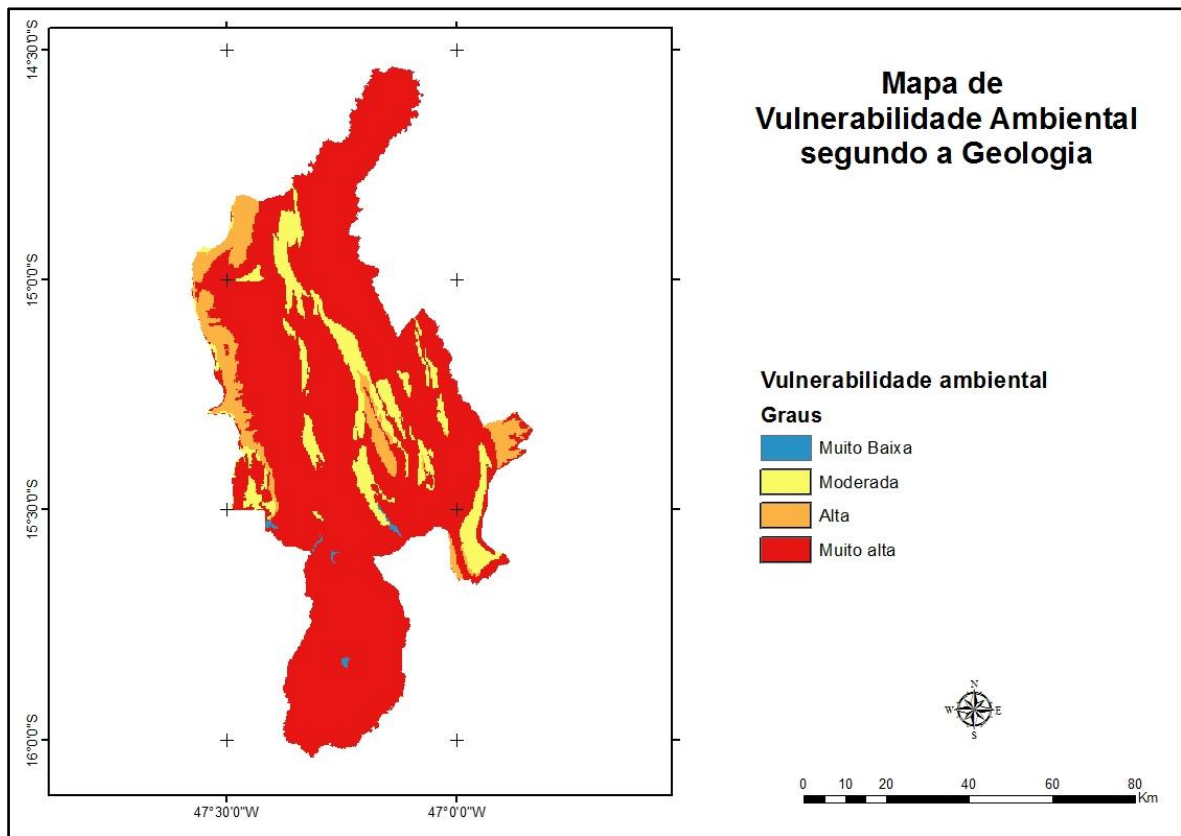 Mapa de
Vulnerabilidade Ambiental
segundo a Geologia
14°30'0"S
15°0'0"S
15°30'0"S
16°0'0"S
47°30'0"W 47°0'0"W
Vulnerabilidade ambiental
Graus
Muito Baixa
Moderada
Alta
Muito alta
N
W E
S
0 10 20 40 60 80
Km